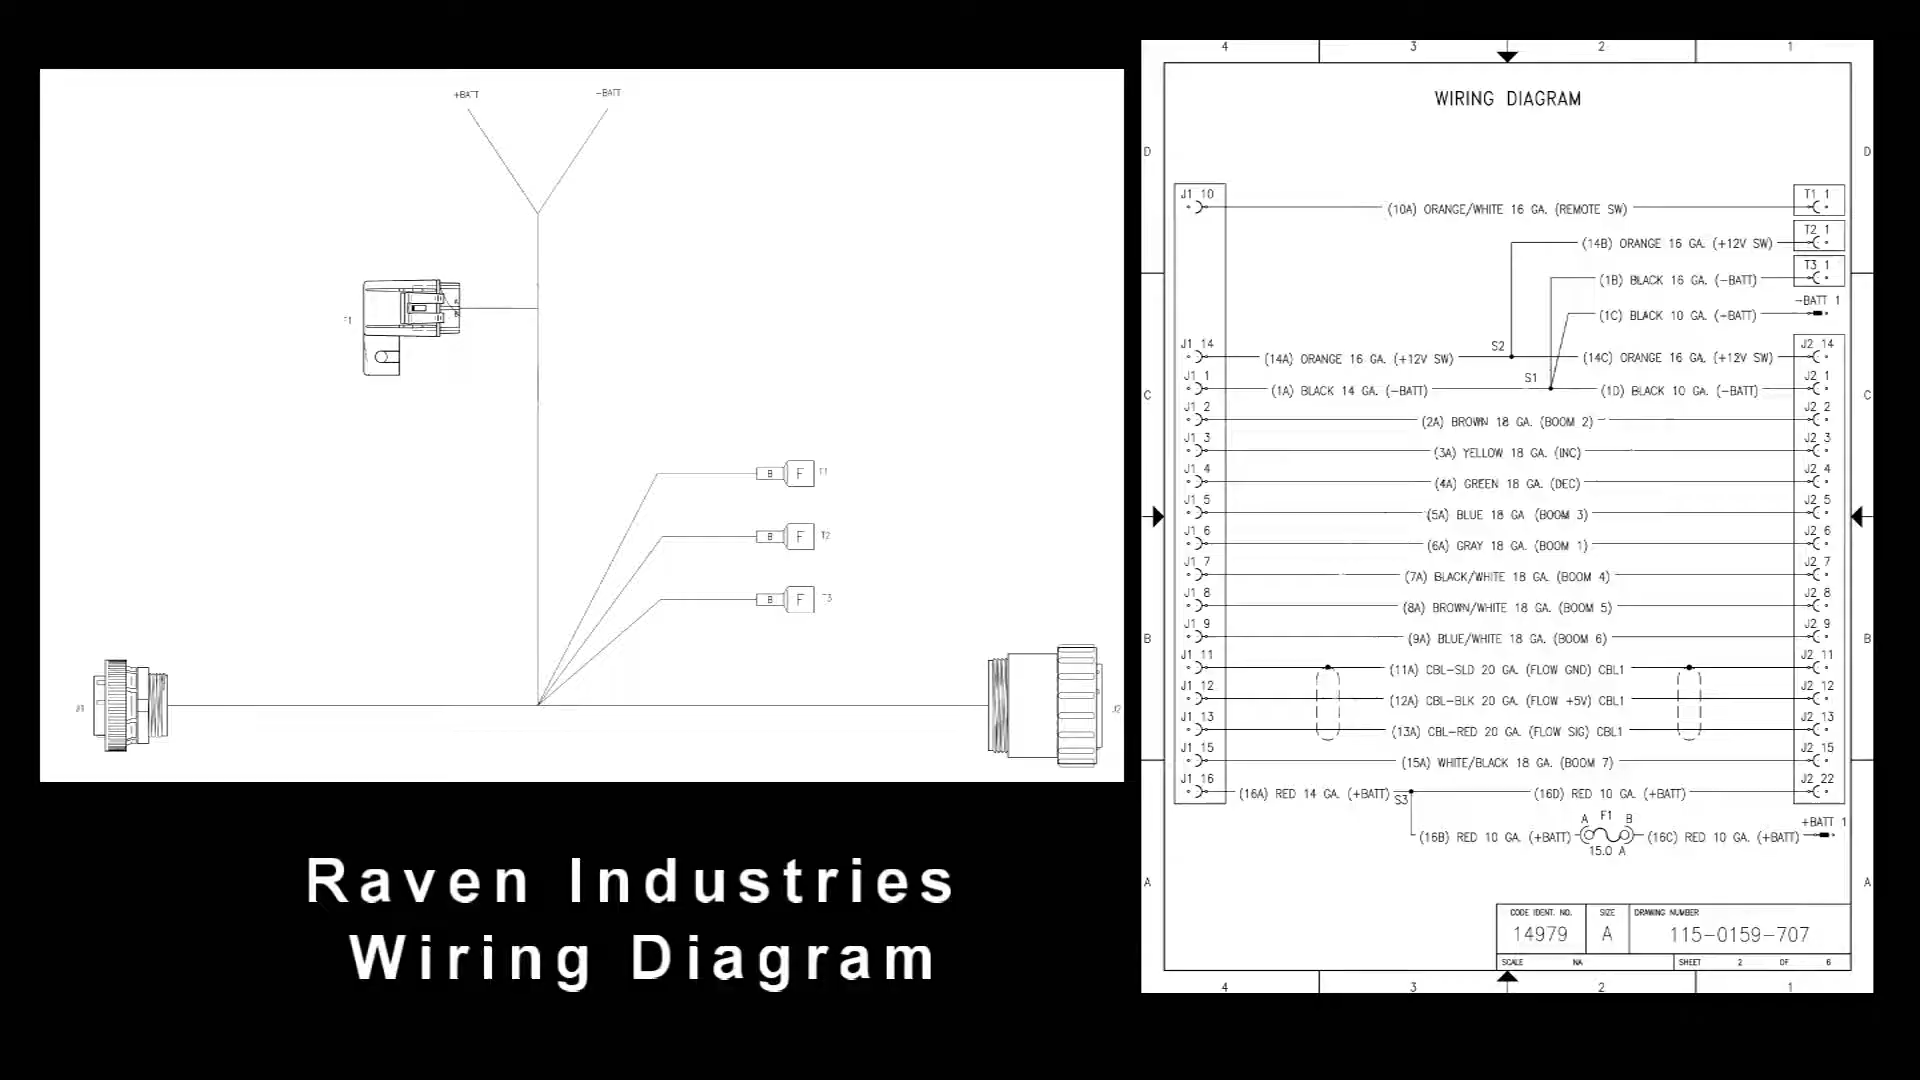 +BATT
-BATT
F1
A
B
B F T1
B F T2
B F T3
J1
J2
Raven Industries
Wiring Diagram
4 3 2 1
WIRING DIAGRAM
D D
J1 10
(10A) ORANGE/WHITE 16 GA. (REMOTE SW)
T1 1
(14B) ORANGE 16 GA. (+12V SW)
T2 1
(1B) BLACK 16 GA. (-BATT)
T3 1
(1C) BLACK 10 GA. (-BATT)
-BATT 1
J1 14
(14A) ORANGE 16 GA. (+12V SW)
S2
(14C) ORANGE 16 GA. (+12V SW)
J2 14
J1 1
(1A) BLACK 14 GA. (-BATT)
S1
(1D) BLACK 10 GA. (-BATT)
J2 1
C C
J1 2
(2A) BROWN 18 GA. (BOOM 2)
J2 2
J1 3
(3A) YELLOW 18 GA. (INC)
J2 3
J1 4
(4A) GREEN 18 GA. (DEC)
J2 4
J1 5
(5A) BLUE 18 GA (BOOM 3)
J2 5
J1 6
(6A) GRAY 18 GA. (BOOM 1)
J2 6
J1 7
(7A) BLACK/WHITE 18 GA. (BOOM 4)
J2 7
J1 8
(8A) BROWN/WHITE 18 GA. (BOOM 5)
J2 8
J1 9
(9A) BLUE/WHITE 18 GA. (BOOM 6)
J2 9
B B
J1 11
(11A) CBL-SLD 20 GA. (FLOW GND) CBL1
J2 11
J1 12
(12A) CBL-BLK 20 GA. (FLOW +5V) CBL1
J2 12
J1 13
(13A) CBL-RED 20 GA. (FLOW SIG) CBL1
J2 13
J1 15
(15A) WHITE/BLACK 18 GA. (BOOM 7)
J2 15
J1 16
(16A) RED 14 GA. (+BATT)
S3
(16D) RED 10 GA. (+BATT)
J2 22
(16B) RED 10 GA. (+BATT)
A F1 B
15.0 A
(16C) RED 10 GA. (+BATT)
+BATT 1
A A
CODE IDENT. NO. SIZE DRAWING NUMBER
14979 A 115-0159-707
SCALE NA SHEET 2 OF 6
4 3 2 1